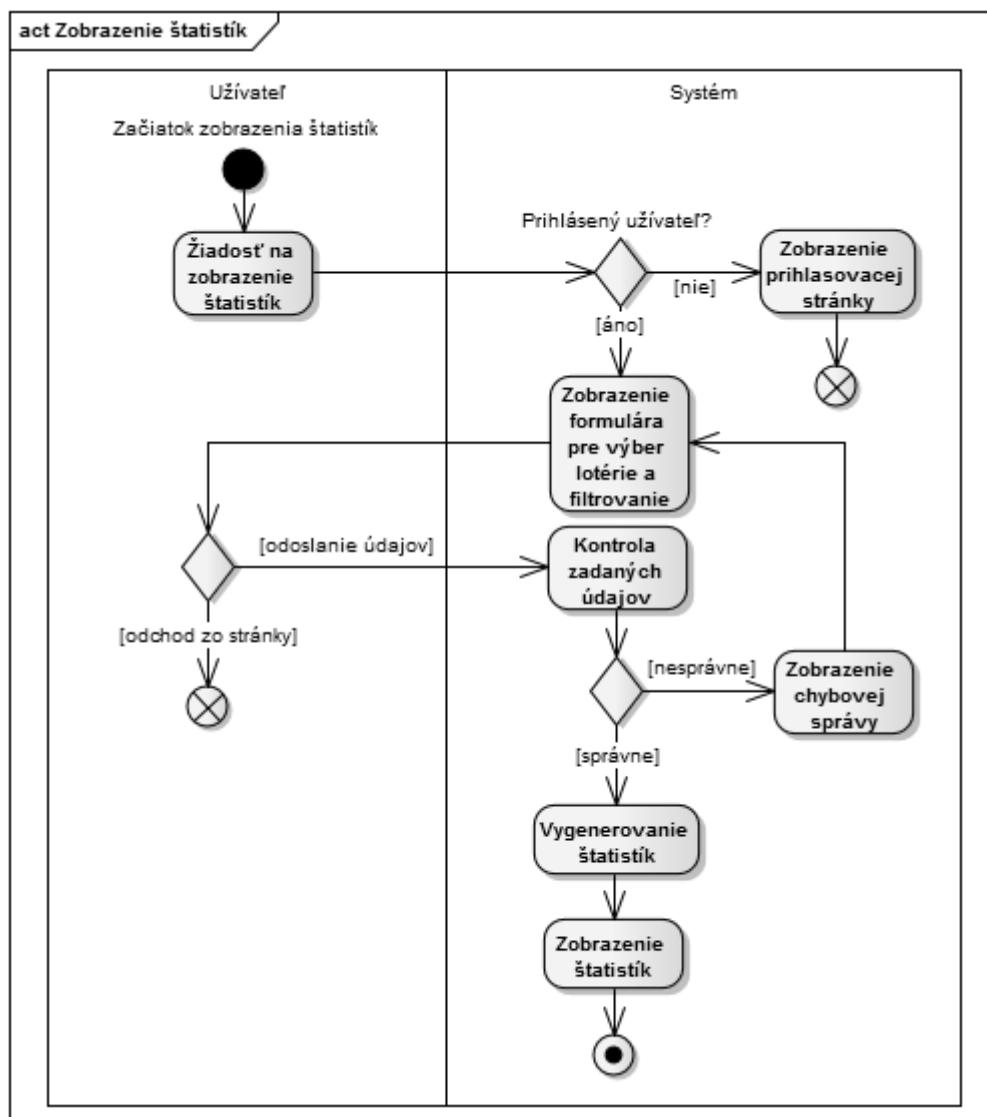 act Zobrazenie štatistík
Užívateľ
Systém
Začiatok zobrazenia štatistík
Žiadosť na
zobrazenie
štatistík
Prihlásený užívateľ?
[nie]
Zobrazenie
prihlasovacej
stránky
[áno]
Zobrazenie
formulára
pre výber
lotérie a
filtrovanie
[odoslanie údajov]
Kontrola
zadaných
údajov
[odchod zo stránky]
[nesprávne]
Zobrazenie
chybovej
správy
[správne]
Vygenerovanie
štatistík
Zobrazenie
štatistík